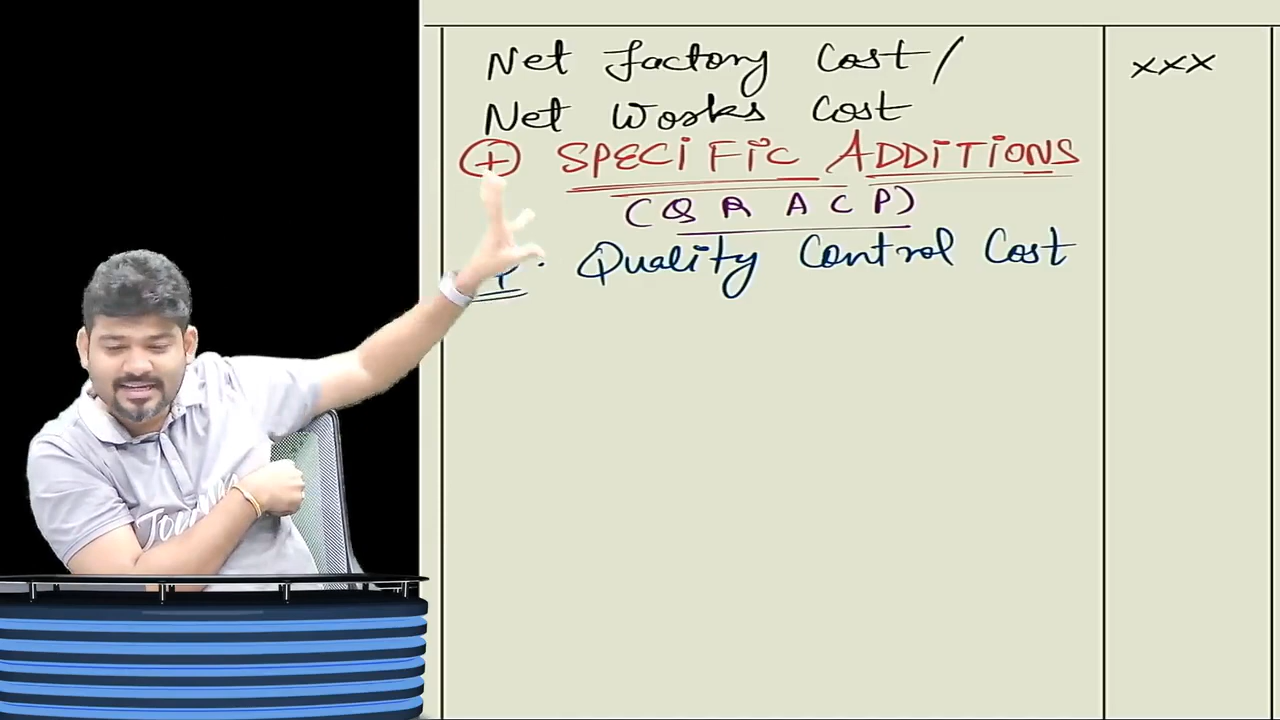 Net Factory Cost/ xxx
Net Works Cost
+ SPECIFIC ADDITIONS
(Q R A C P)
Quality Control Cost